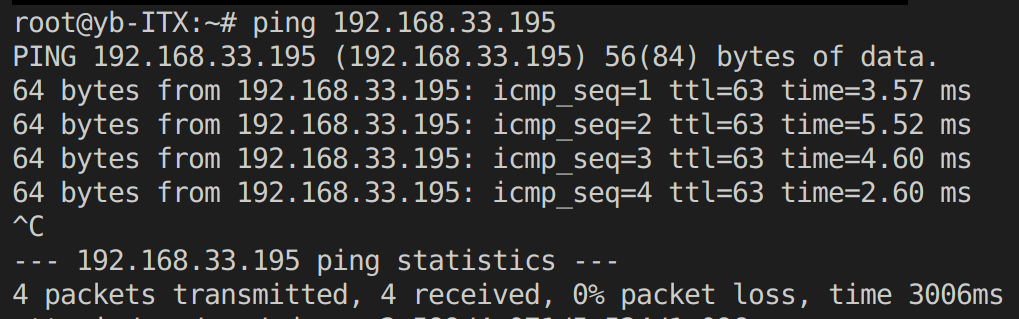 root@yb-ITX:~# ping 192.168.33.195
PING 192.168.33.195 (192.168.33.195) 56(84) bytes of data.
64 bytes from 192.168.33.195: icmp_seq=1 ttl=63 time=3.57 ms
64 bytes from 192.168.33.195: icmp_seq=2 ttl=63 time=5.52 ms
64 bytes from 192.168.33.195: icmp_seq=3 ttl=63 time=4.60 ms
64 bytes from 192.168.33.195: icmp_seq=4 ttl=63 time=2.60 ms
^C
--- 192.168.33.195 ping statistics ---
4 packets transmitted, 4 received, 0% packet loss, time 3006ms